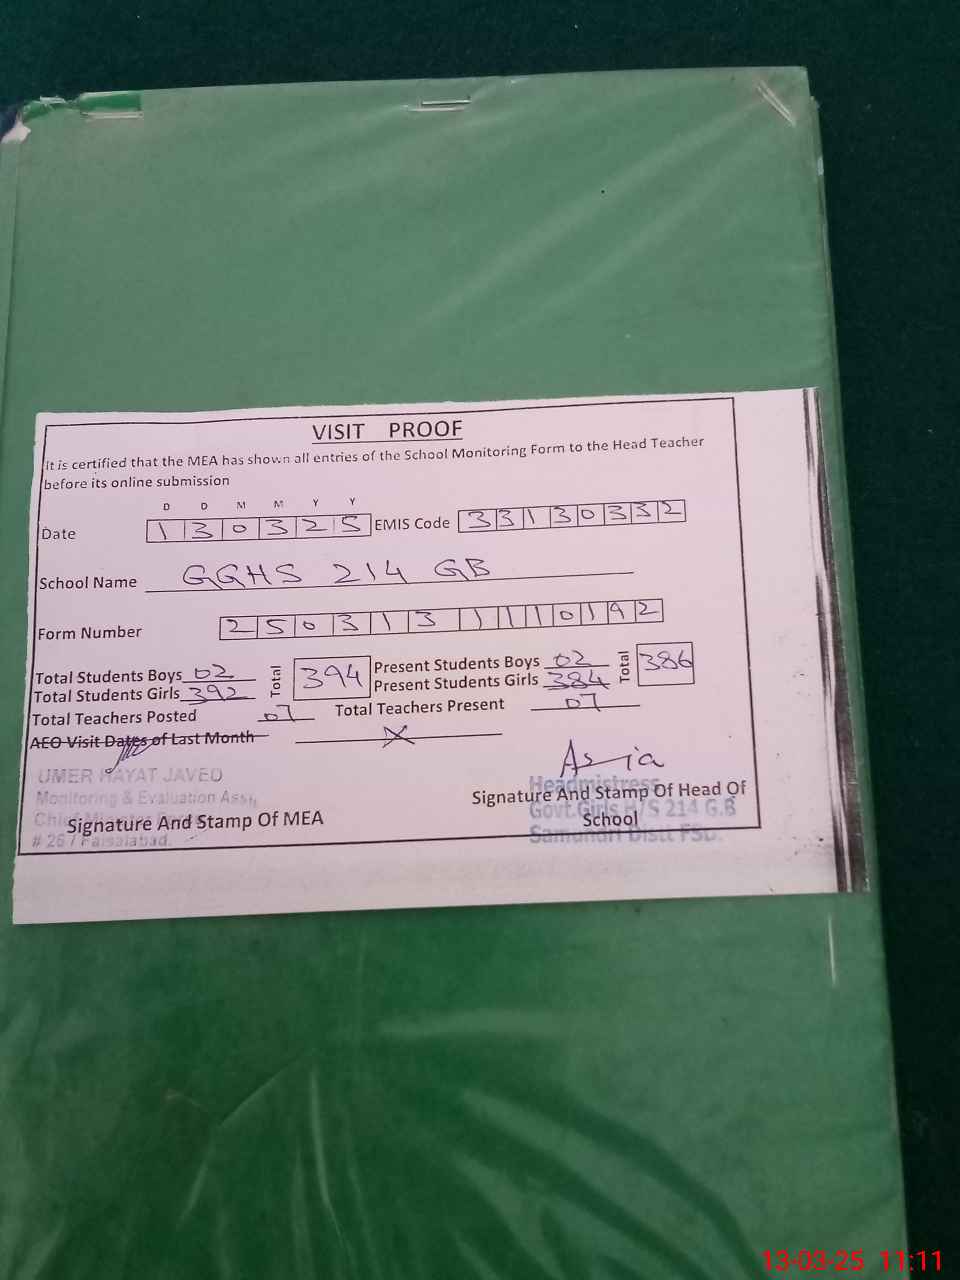 VISIT PROOF
It is certified that the MEA has shown all entries of the School Monitoring Form to the Head Teacher
before its online submission
D D M M Y Y
Date 1 3 0 3 2 5 EMIS Code 3 3 1 3 0 3 3 2
School Name GGHS 214 GB
Form Number 2 5 0 3 1 3 1 1 1 0 1 9 2
Total Students Boys 02 Total 394 Present Students Boys 02 Total 386
Total Students Girls 392 Present Students Girls 384
Total Teachers Posted 07 Total Teachers Present 07
AEO Visit Dates of Last Month X
Asia
UMER HAYAT JAVED
Monitoring & Evaluation Asst,
# 267 Faisalabad.
Signature And Stamp Of MEA
Headmistress
Signature And Stamp Of Head Of
School
Govt.Girls H/S 214 G.B
Samundri Distt FSD.
13-03-25 11:11